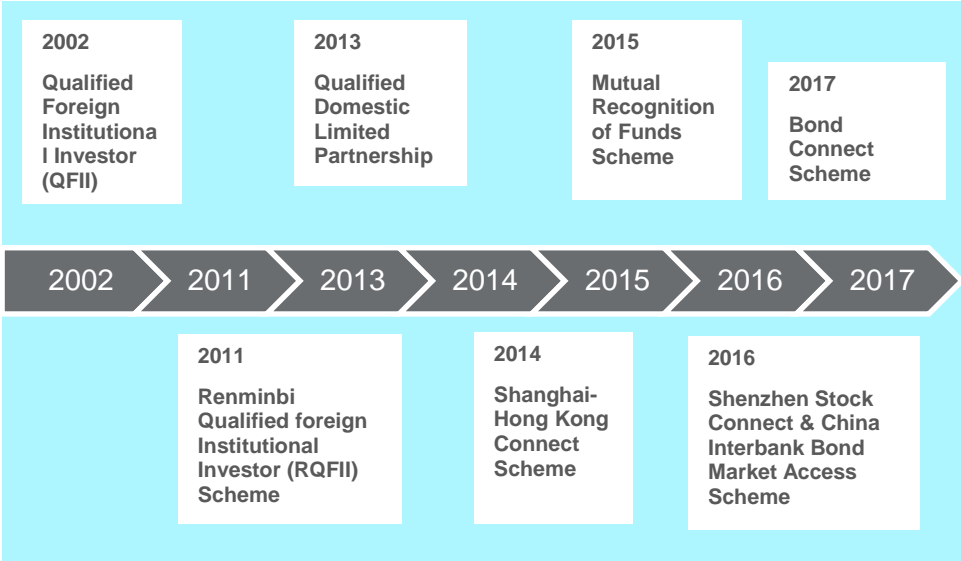 2002
Qualified
Foreign
Institutiona
l Investor
(QFII)
2013
Qualified
Domestic
Limited
Partnership
2015
Mutual
Recognition
of Funds
Scheme
2017
Bond
Connect
Scheme
2002
2011
2013
2014
2015
2016
2017
2011
Renminbi
Qualified foreign
Institutional
Investor (RQFII)
Scheme
2014
Shanghai-
Hong Kong
Connect
Scheme
2016
Shenzhen Stock
Connect & China
Interbank Bond
Market Access
Scheme